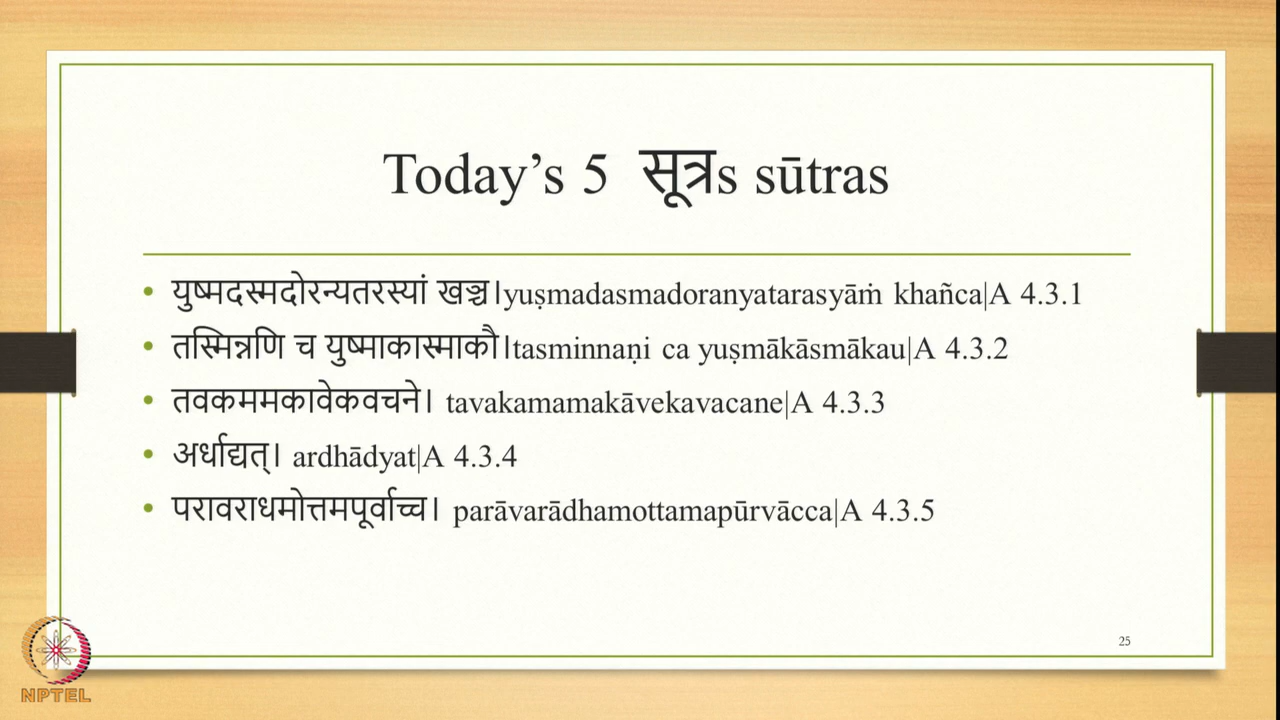 Today’s 5 सूत्रs sūtras
• युष्मदस्मदोरन्यतरस्यां खञ्च।yuṣmadasmadoranyatarasyāṁ khañca|A 4.3.1
• तस्मिन्नणि च युष्माकास्माकौ।tasminnaṇi ca yuṣmākāsmākau|A 4.3.2
• तवकममकावेकवचने। tavakamamakāvekavacane|A 4.3.3
• अर्धाद्यत्। ardhādyat|A 4.3.4
• परावराधमोत्तमपूर्वाच्च। parāvarādhamottamapūrvācca|A 4.3.5
25
NPTEL